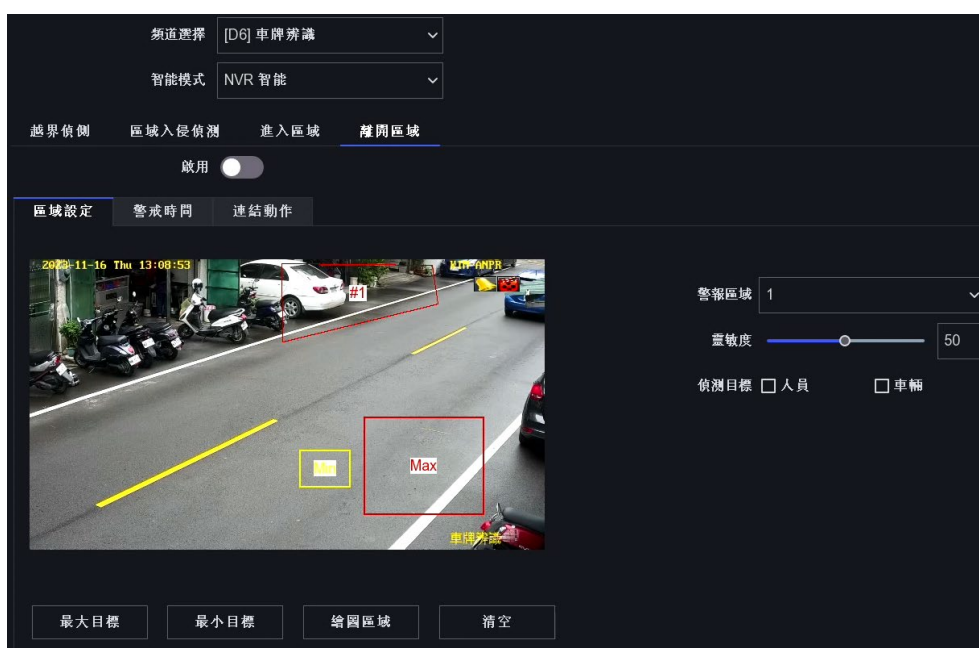 頻道選擇 [D6] 車牌辨識
智能模式 NVR 智能
越界偵測 區域入侵偵測 進入區域 離開區域
啟用
區域設定 警戒時間 連結動作
2023-11-16 Thu 13:08:53
#1
警報區域 1
靈敏度 50
偵測目標 人員 車輛
Min Max
車牌辨識
最大目標 最小目標 繪圖區域 清空